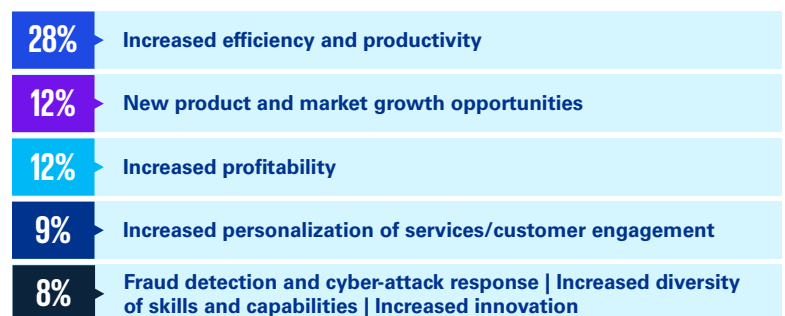 28% Increased efficiency and productivity
12% New product and market growth opportunities
12% Increased profitability
9% Increased personalization of services/customer engagement
8% Fraud detection and cyber-attack response | Increased diversity
of skills and capabilities | Increased innovation